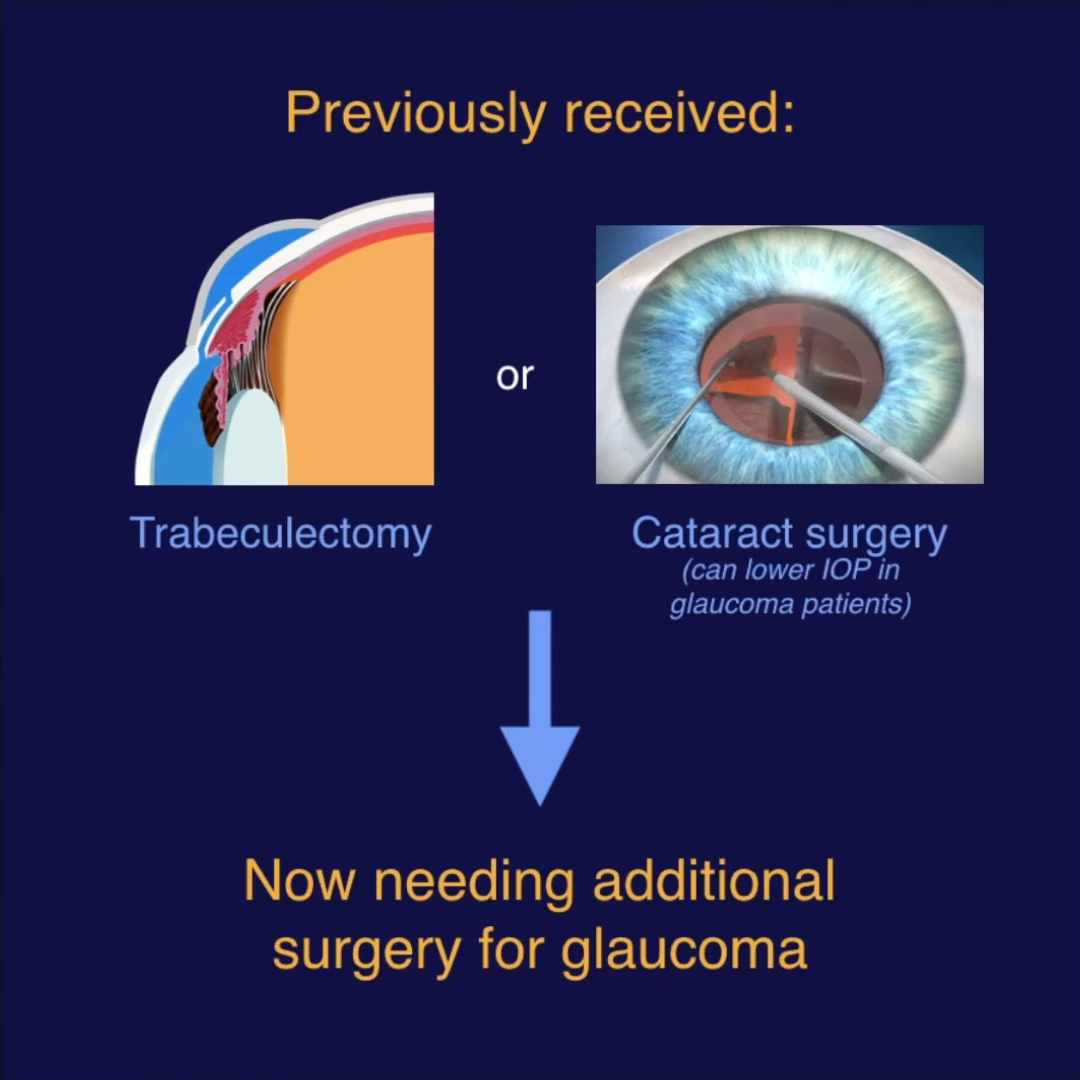 Previously received:
or
Trabeculectomy
Cataract surgery
(can lower IOP in
glaucoma patients)
Now needing additional
surgery for glaucoma